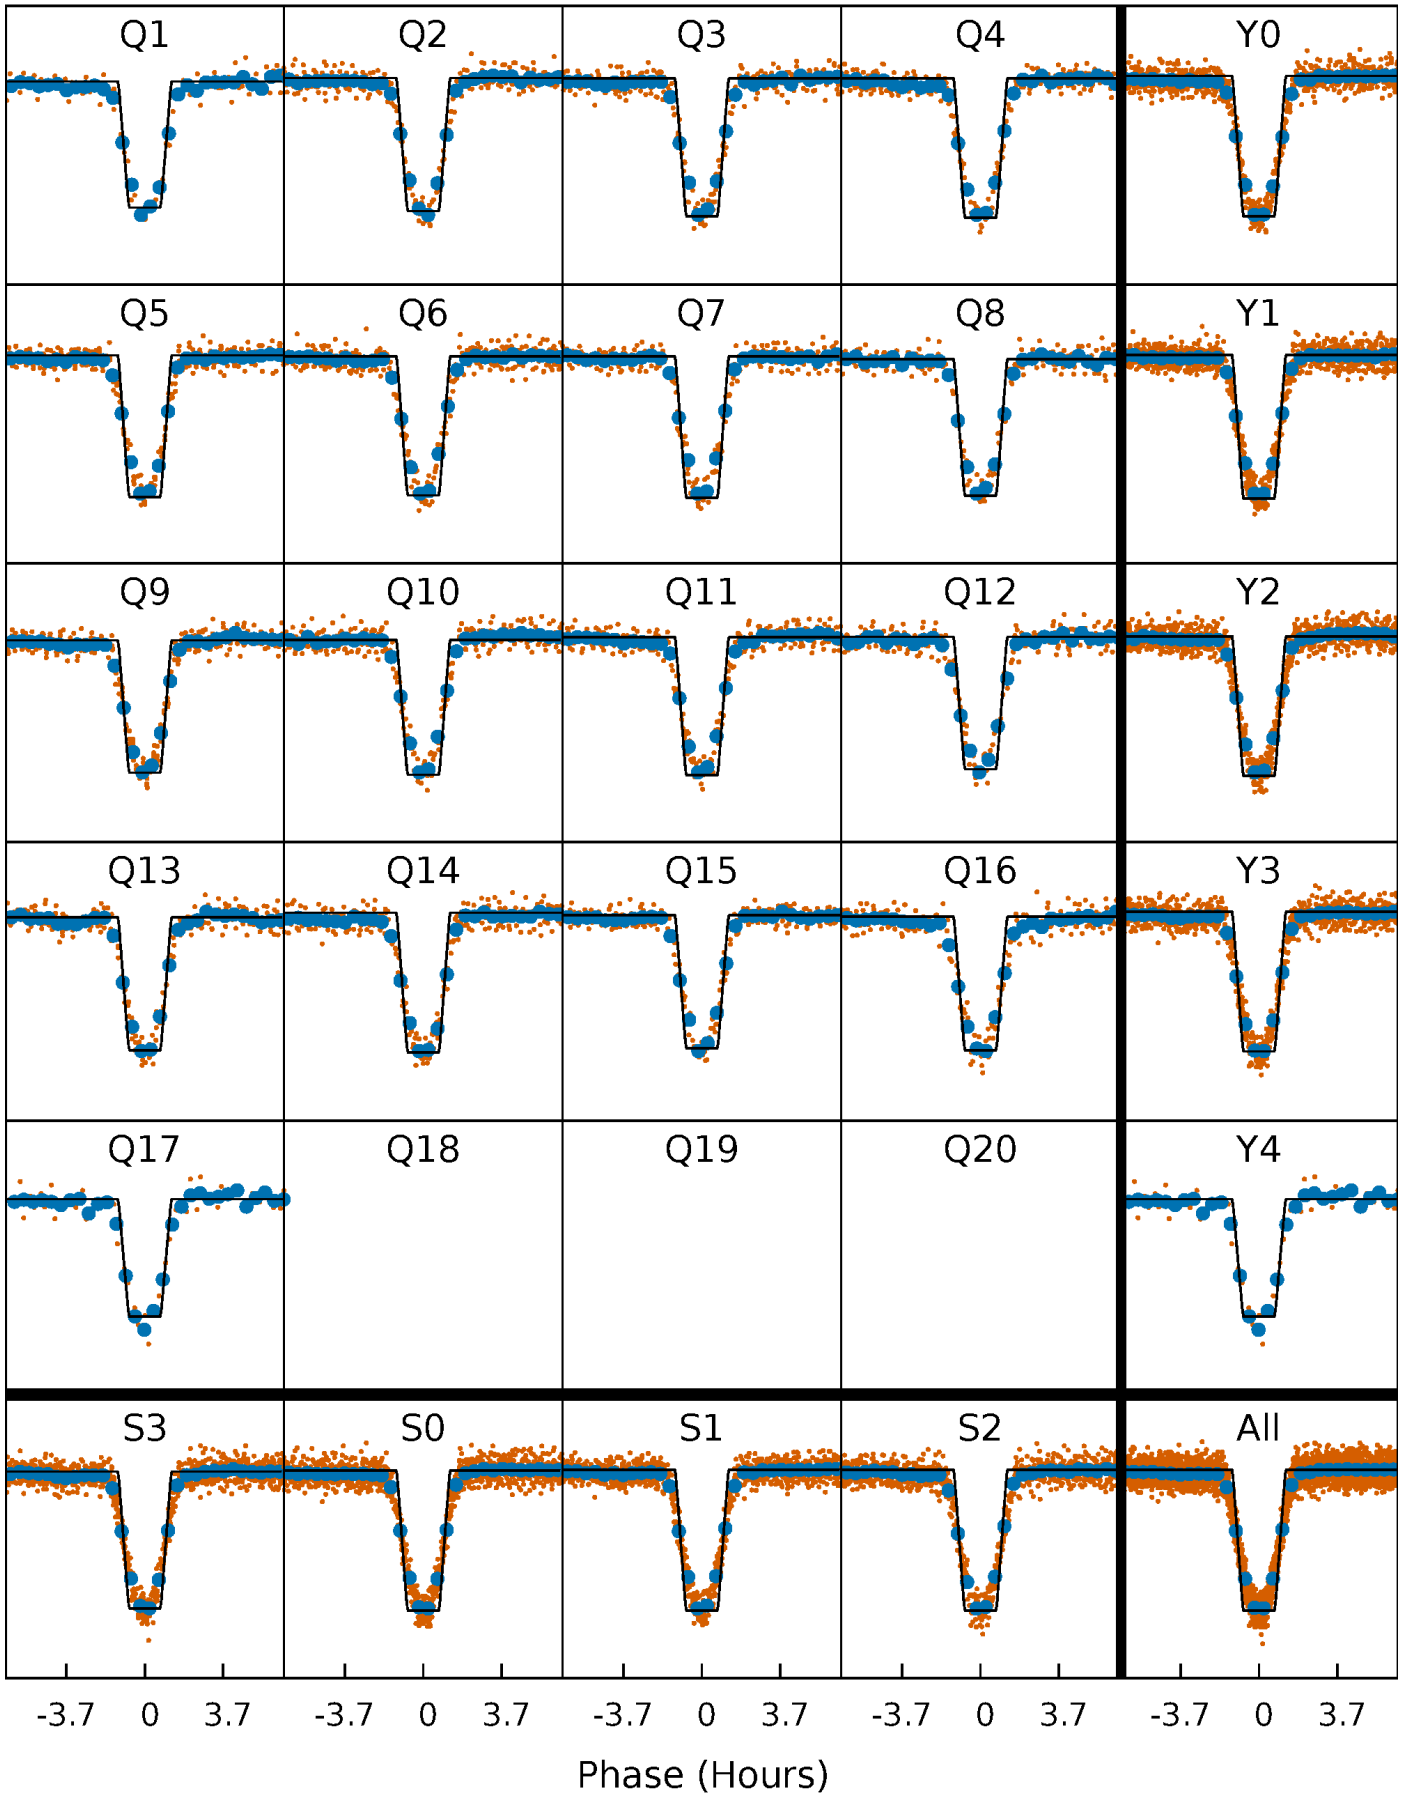 Q1 Q2 Q3 Q4 Y0
Q5 Q6 Q7 Q8 Y1
Q9 Q10 Q11 Q12 Y2
Q13 Q14 Q15 Q16 Y3
Q17 Q18 Q19 Q20 Y4
S3 S0 S1 S2 All
-3.7 0 3.7 -3.7 0 3.7 -3.7 0 3.7 -3.7 0 3.7 -3.7 0 3.7
Phase (Hours)